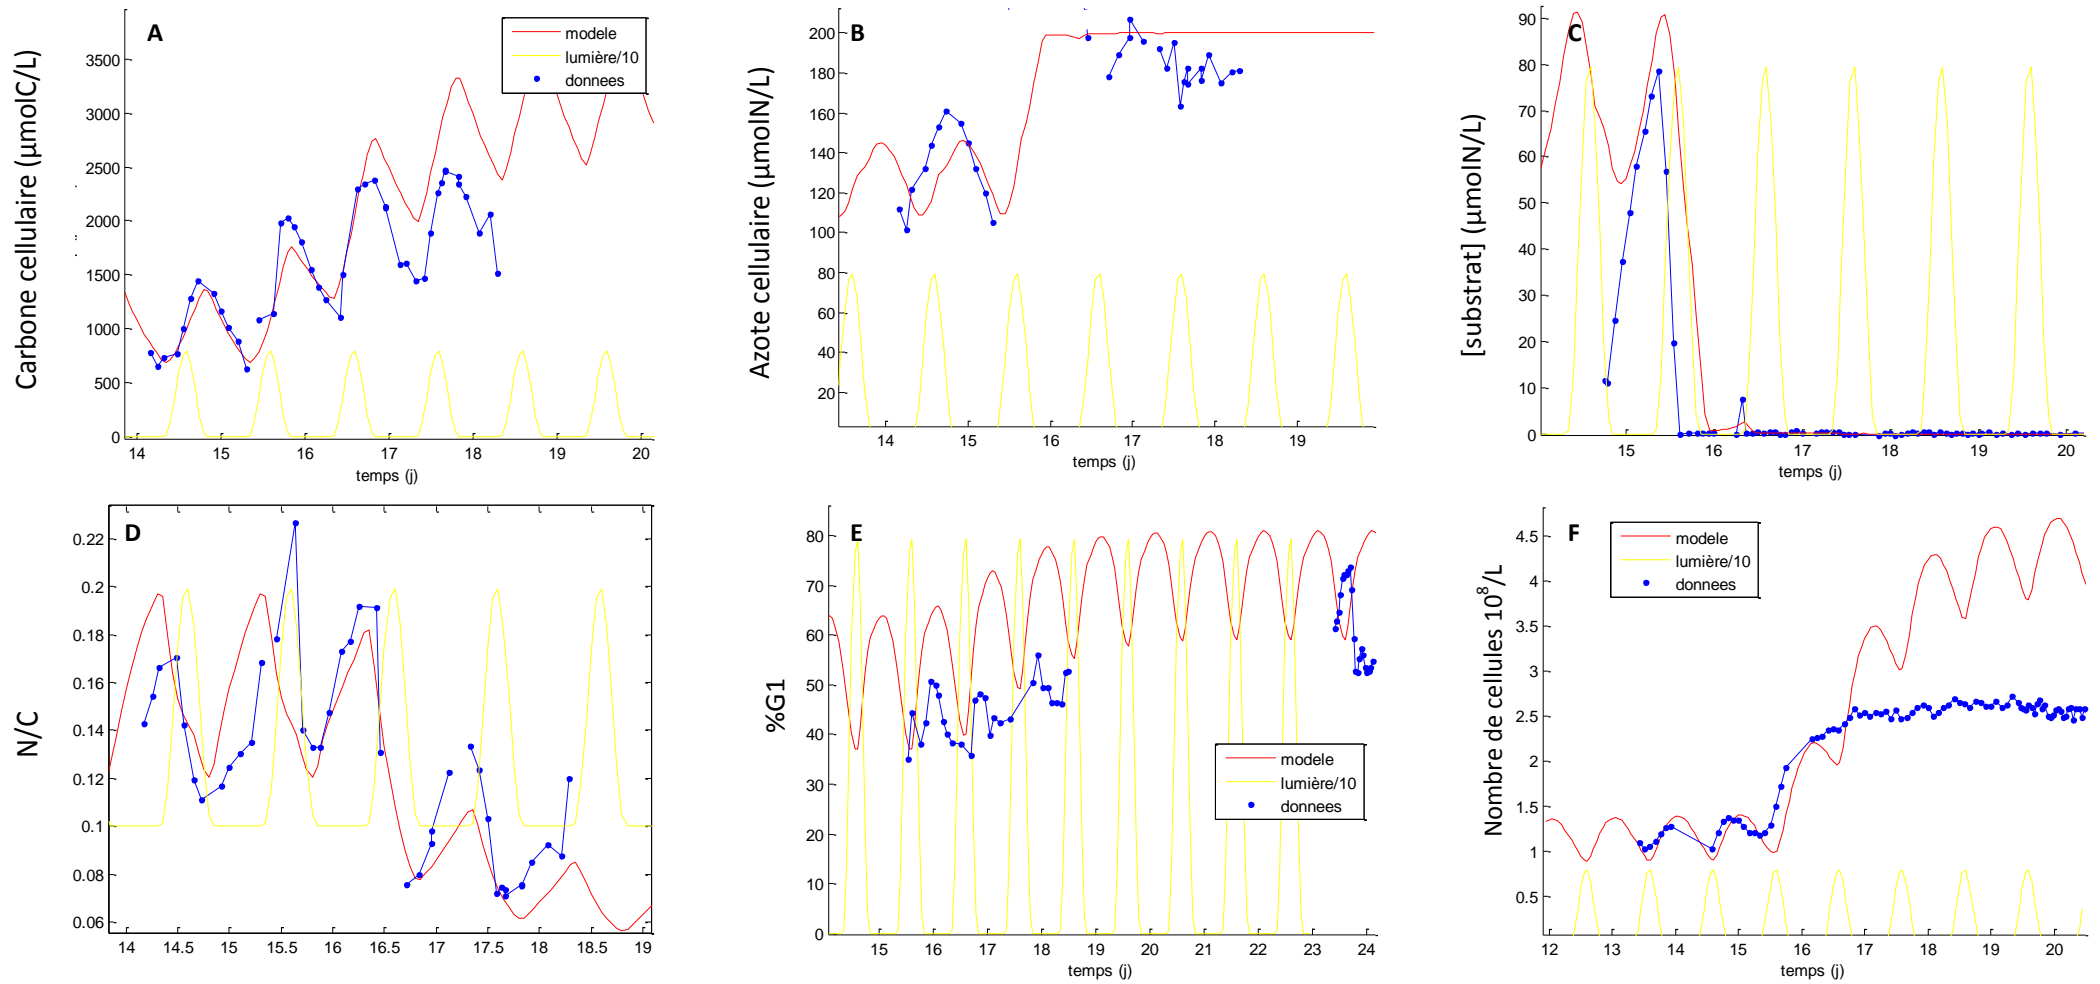 A
modele
lumière/10
donnees
Carbone cellulaire (µmolC/L)
3500
3000
2500
2000
1500
1000
500
0
14 15 16 17 18 19 20
temps (j)
B
Azote cellulaire (µmolN/L)
200
180
160
140
120
100
80
60
40
20
14 15 16 17 18 19
temps (j)
C
[substrat] (µmolN/L)
90
80
70
60
50
40
30
20
10
0
15 16 17 18 19 20
temps (j)
D
N/C
0.22
0.2
0.18
0.16
0.14
0.12
0.1
0.08
0.06
14 14.5 15 15.5 16 16.5 17 17.5 18 18.5 19
E
%G1
80
70
60
50
40
30
20
10
0
modele
lumière/10
donnees
15 16 17 18 19 20 21 22 23 24
temps (j)
F
modele
lumière/10
donnees
Nombre de cellules 10⁸/L
4.5
4
3.5
3
2.5
2
1.5
1
0.5
12 13 14 15 16 17 18 19 20
temps (j)